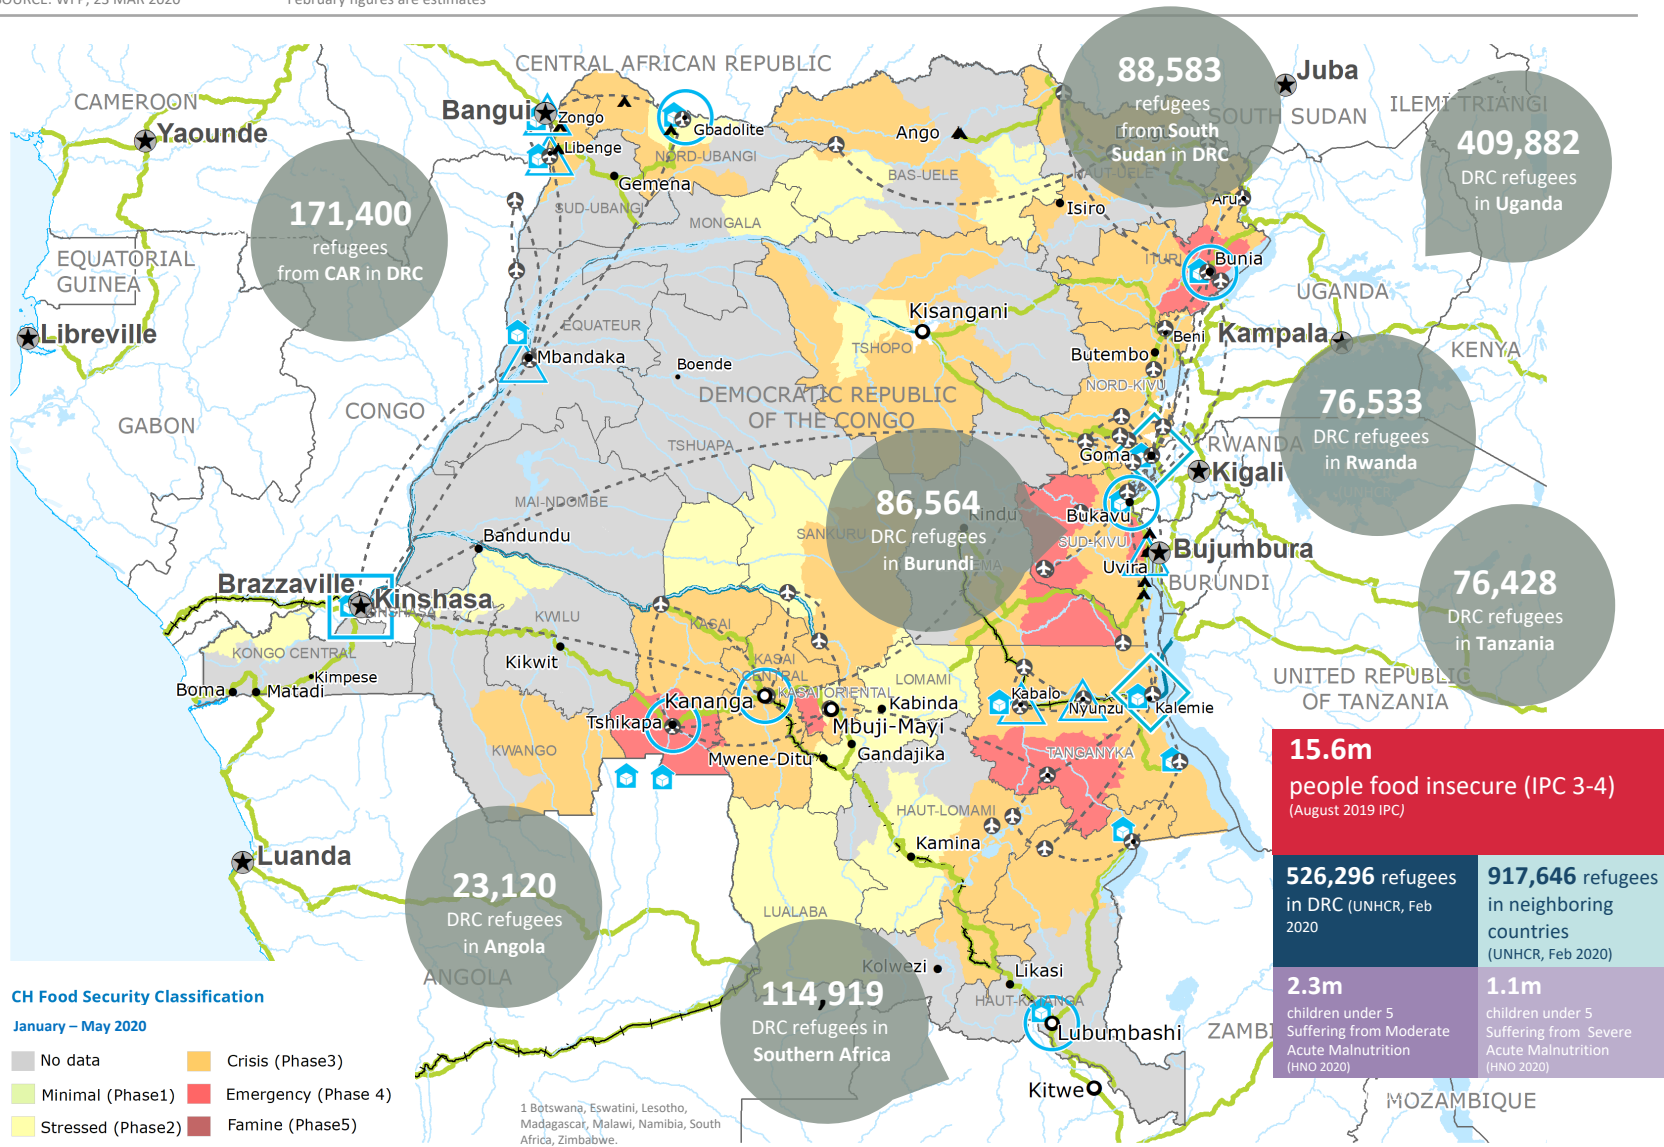 SOURCE: WFP, 25 MAR 2020
February figures are estimates
CENTRAL AFRICAN REPUBLIC
CAMEROON
Yaounde
Bangui
Zongo
Libenge
Gbadolite
NORD-UBANGI
Gemena
SUD-UBANGI
MONGALA
Ango
BAS-UELE
HAUT-UELE
Isiro
88,583
refugees
from South
Sudan in DRC
Juba
SOUTH SUDAN
ILEMI TRIANGL
409,882
DRC refugees
in Uganda
Aru
171,400
refugees
from CAR in DRC
EQUATORIAL
GUINEA
Libreville
ITURI
Bunia
UGANDA
Kampala
KENYA
Kisangani
TSHOPO
EQUATEUR
Mbandaka
Boende
Beni
Butembo
NORD-KIVU
DEMOCRATIC REPUBLIC
OF THE CONGO
GABON
CONGO
TSHUAPA
76,533
DRC refugees
in Rwanda
RWANDA
Goma
Kigali
MAI-NDOMBE
86,564
DRC refugees
in Burundi
Kindu
SANKURU
Bukavu
SUD-KIVU
Bandundu
Bujumbura
Uvira
BURUNDI
76,428
DRC refugees
in Tanzania
Brazzaville
Kinshasa
KWILU
KASAI
KONGO CENTRAL
Kikwit
KASAI
CENTRAL
KASAI ORIENTAL
LOMAMI
Kimpese
Boma
Matadi
Kananga
Kabinda
Kabalo
Nyunzu
Kalemie
UNITED REPUBLIC
OF TANZANIA
Tshikapa
Mbuji-Mayi
KWANGO
Mwene-Ditu
Gandajika
TANGANYKA
15.6m
people food insecure (IPC 3-4)
(August 2019 IPC)
HAUT-LOMAMI
Kamina
Luanda
23,120
DRC refugees
in Angola
LUALABA
526,296 refugees
in DRC (UNHCR, Feb
2020
917,646 refugees
in neighboring
countries
(UNHCR, Feb 2020)
ANGOLA
Kolwezi
Likasi
HAUT-KATANGA
Lubumbashi
114,919
DRC refugees in
Southern Africa
ZAMBI
2.3m
children under 5
Suffering from Moderate
Acute Malnutrition
(HNO 2020)
1.1m
children under 5
Suffering from Severe
Acute Malnutrition
(HNO 2020)
Kitwe
MOZAMBIQUE
CH Food Security Classification
January – May 2020
No data
Crisis (Phase3)
Minimal (Phase1)
Emergency (Phase 4)
Stressed (Phase2)
Famine (Phase5)
1 Botswana, Eswatini, Lesotho,
Madagascar, Malawi, Namibia, South
Africa, Zimbabwe.